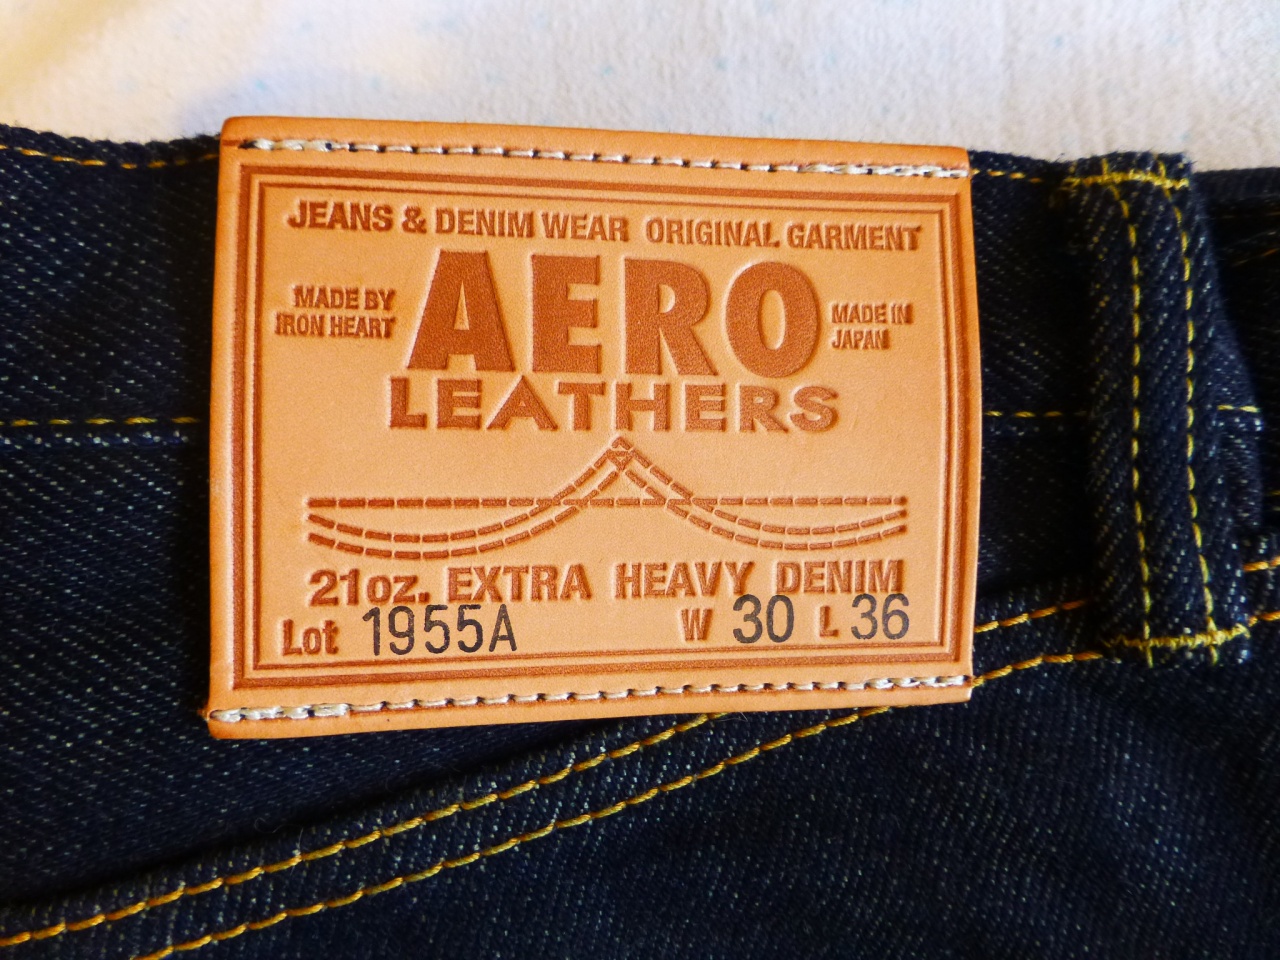 JEANS & DENIM WEAR ORIGINAL GARMENT
MADE BY
IRON HEART
AERO
LEATHERS
MADE IN
JAPAN
21oz. EXTRA HEAVY DENIM
Lot 1955A W 30 L 36